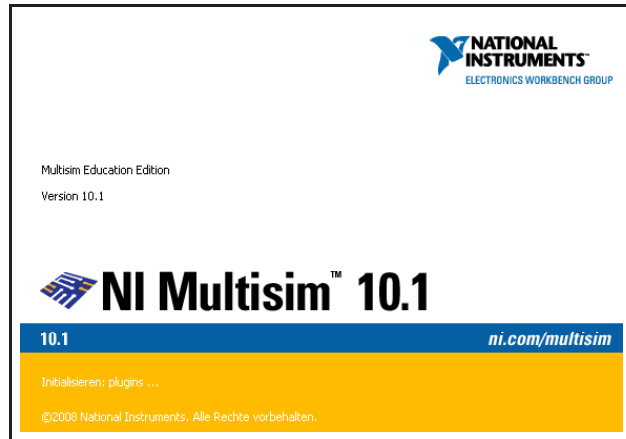 NATIONAL
INSTRUMENTS™
ELECTRONICS WORKBENCH GROUP
Multisim Education Edition
Version 10.1
NI Multisim™ 10.1
10.1 ni.com/multisim
Initialisieren: plugins ...
©2008 National Instruments. Alle Rechte vorbehalten.